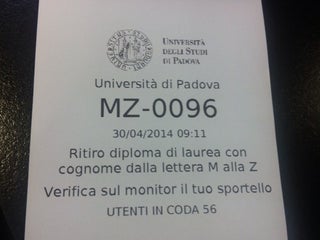 UNIVERSITÀ
DEGLI STUDI
DI PADOVA
Università di Padova
MZ-0096
30/04/2014 09:11
Ritiro diploma di laurea con
cognome dalla lettera M alla Z
Verifica sul monitor il tuo sportello
UTENTI IN CODA 56